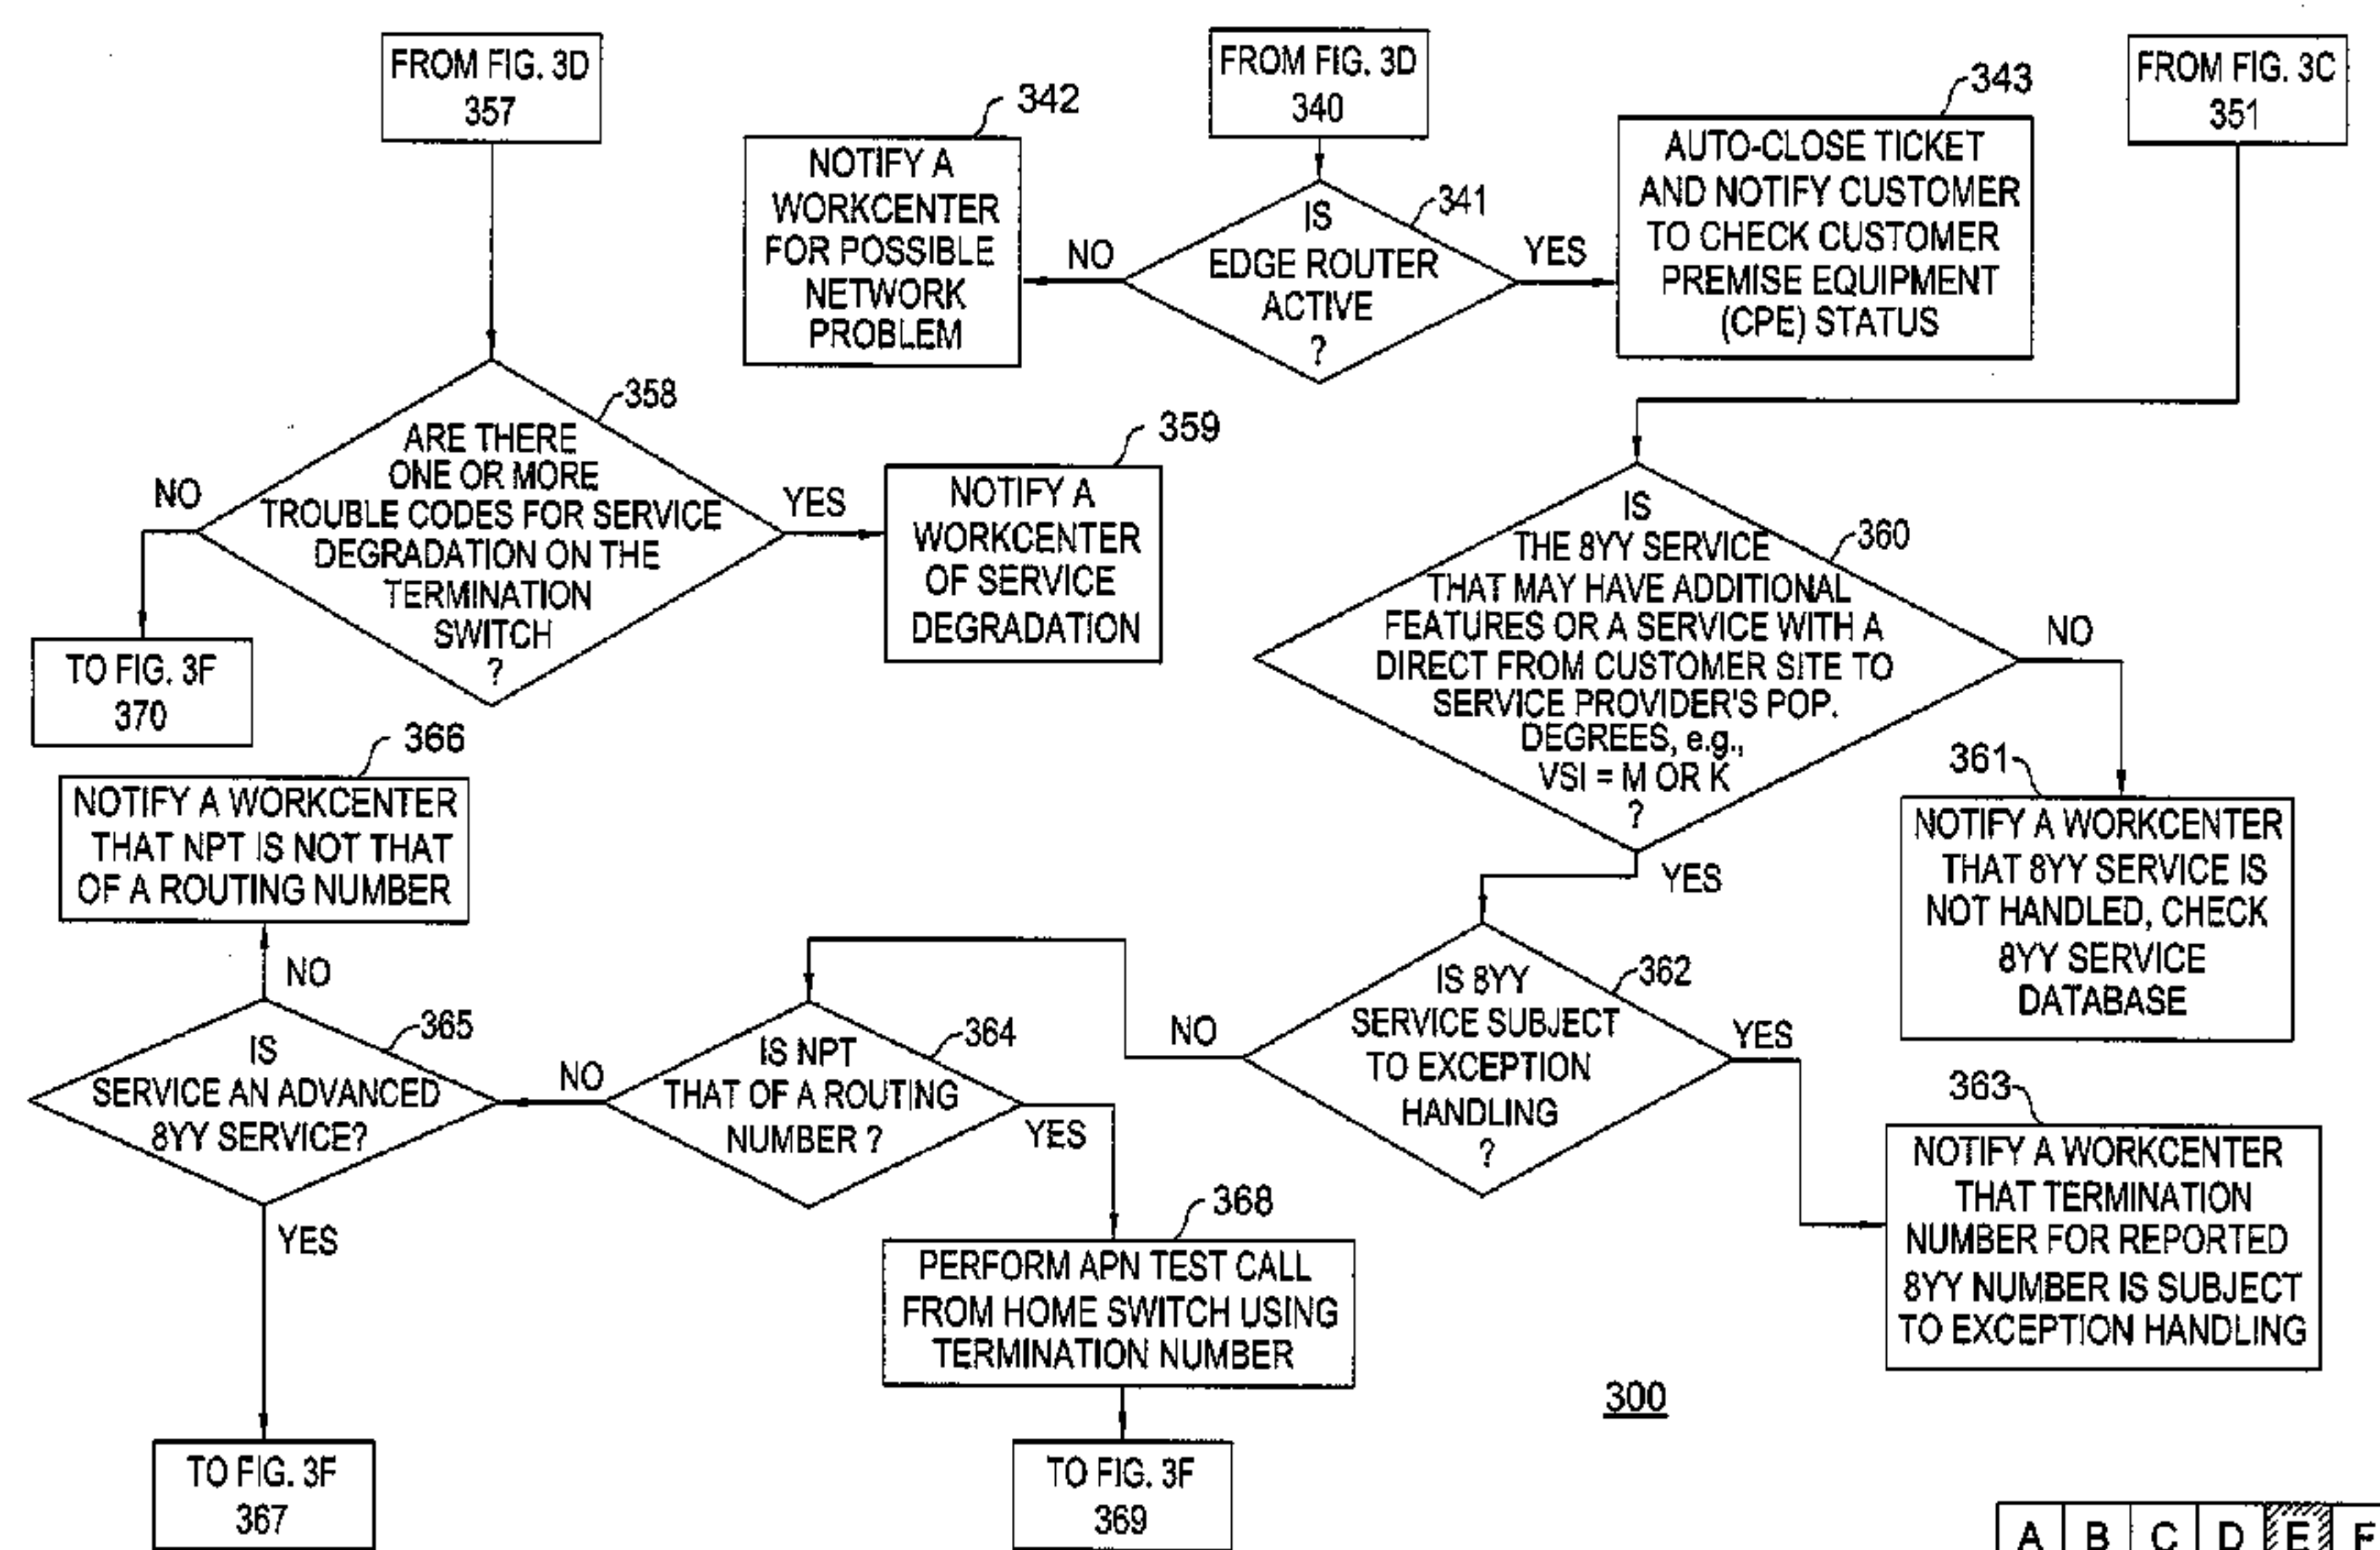 FROM FIG. 3D
357
FROM FIG. 3D
340
FROM FIG. 3C
351
342
NOTIFY A
WORKCENTER
FOR POSSIBLE
NETWORK
PROBLEM
NO
341
IS
EDGE ROUTER
ACTIVE
?
YES
343
AUTO-CLOSE TICKET
AND NOTIFY CUSTOMER
TO CHECK CUSTOMER
PREMISE EQUIPMENT
(CPE) STATUS
358
ARE THERE
ONE OR MORE
TROUBLE CODES FOR SERVICE
DEGRADATION ON THE
TERMINATION
SWITCH
?
NO
YES
359
NOTIFY A
WORKCENTER
OF SERVICE
DEGRADATION
TO FIG. 3F
370
360
IS
THE 8YY SERVICE
THAT MAY HAVE ADDITIONAL
FEATURES OR A SERVICE WITH A
DIRECT FROM CUSTOMER SITE TO
SERVICE PROVIDER'S POP.
DEGREES, e.g.,
VSI = M OR K
?
NO
YES
361
NOTIFY A WORKCENTER
THAT 8YY SERVICE IS
NOT HANDLED, CHECK
8YY SERVICE
DATABASE
366
NOTIFY A WORKCENTER
THAT NPT IS NOT THAT
OF A ROUTING NUMBER
NO
365
IS
SERVICE AN ADVANCED
8YY SERVICE?
YES
NO
364
IS NPT
THAT OF A ROUTING
NUMBER ?
YES
NO
362
IS 8YY
SERVICE SUBJECT
TO EXCEPTION
HANDLING
?
YES
363
NOTIFY A WORKCENTER
THAT TERMINATION
NUMBER FOR REPORTED
8YY NUMBER IS SUBJECT
TO EXCEPTION HANDLING
368
PERFORM APN TEST CALL
FROM HOME SWITCH USING
TERMINATION NUMBER
300
TO FIG. 3F
367
TO FIG. 3F
369
A B C D E F